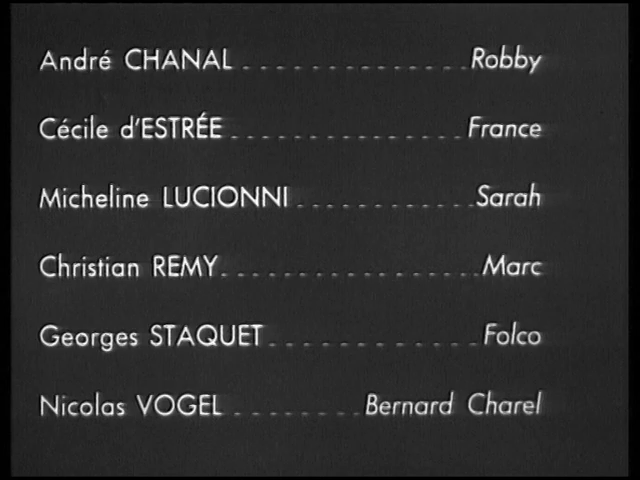 André CHANAL . . . . . . . . . . . . . . Robby
Cécile d'ESTRÉE . . . . . . . . . . . . . . France
Micheline LUCIONNI . . . . . . . . . . . Sarah
Christian REMY . . . . . . . . . . . . . . . Marc
Georges STAQUET . . . . . . . . . . . . Folco
Nicolas VOGEL . . . . . . . . Bernard Charel